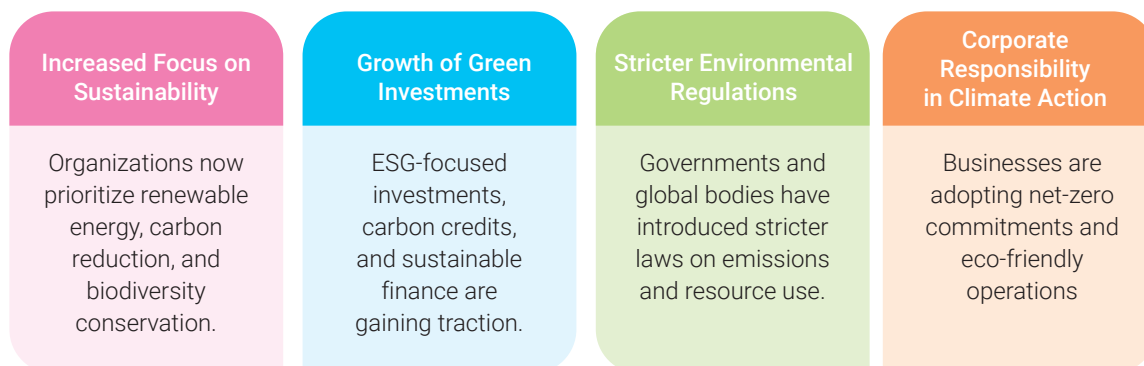 Increased Focus on
Sustainability
Organizations now
prioritize renewable
energy, carbon
reduction, and
biodiversity
conservation.
Growth of Green
Investments
ESG-focused
investments,
carbon credits,
and sustainable
finance are
gaining traction.
Stricter Environmental
Regulations
Governments and
global bodies have
introduced stricter
laws on emissions
and resource use.
Corporate
Responsibility
in Climate Action
Businesses are
adopting net-zero
commitments and
eco-friendly
operations